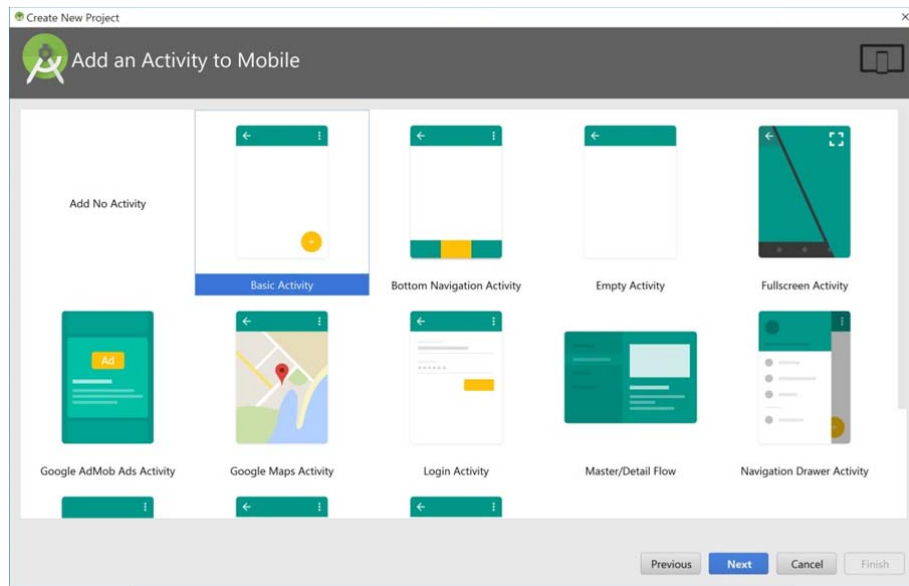 Create New Project
Add an Activity to Mobile
Add No Activity
Basic Activity
Bottom Navigation Activity
Empty Activity
Fullscreen Activity
Ad
Google AdMob Ads Activity
Google Maps Activity
Login Activity
Master/Detail Flow
Navigation Drawer Activity
Previous
Next
Cancel
Finish